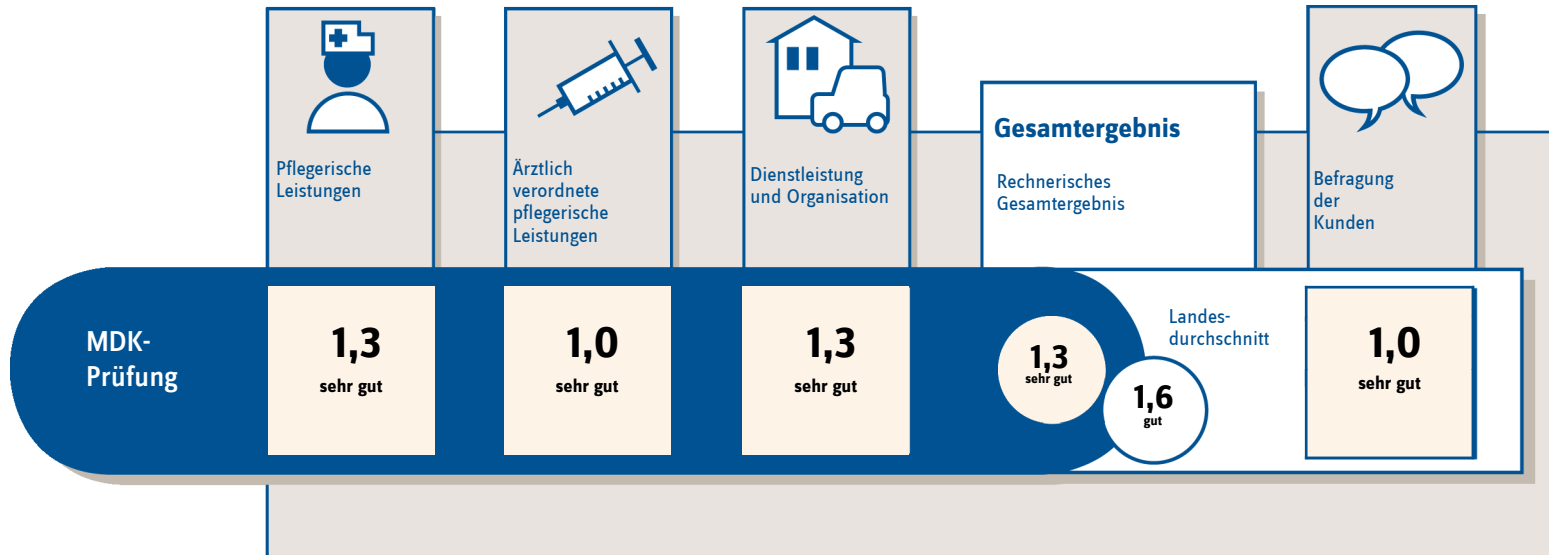 Pflegerische
Leistungen
Ärztlich
verordnete
pflegerische
Leistungen
Dienstleistung
und Organisation
Gesamtergebnis
Rechnerisches
Gesamtergebnis
Befragung
der
Kunden
MDK-
Prüfung
1,3
sehr gut
1,0
sehr gut
1,3
sehr gut
1,3
sehr gut
Landes-
durchschnitt
1,6
gut
1,0
sehr gut